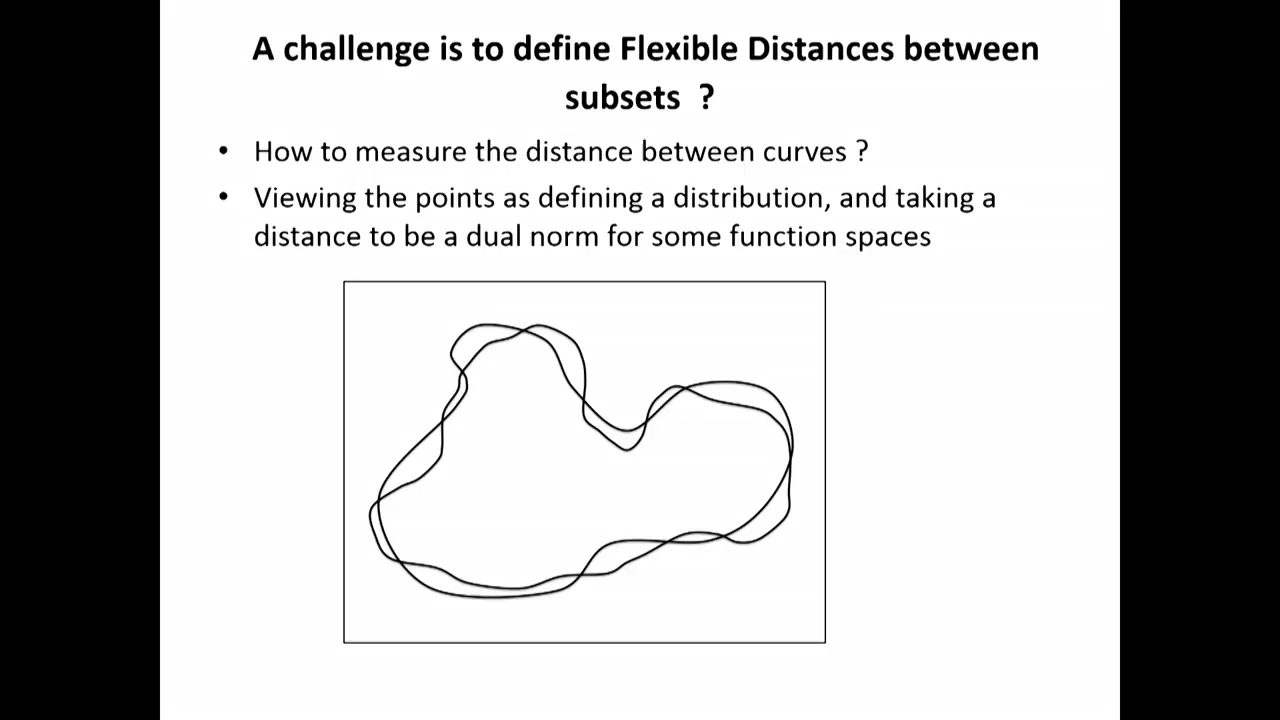 A challenge is to define Flexible Distances between
subsets ?
• How to measure the distance between curves ?
• Viewing the points as defining a distribution, and taking a
distance to be a dual norm for some function spaces